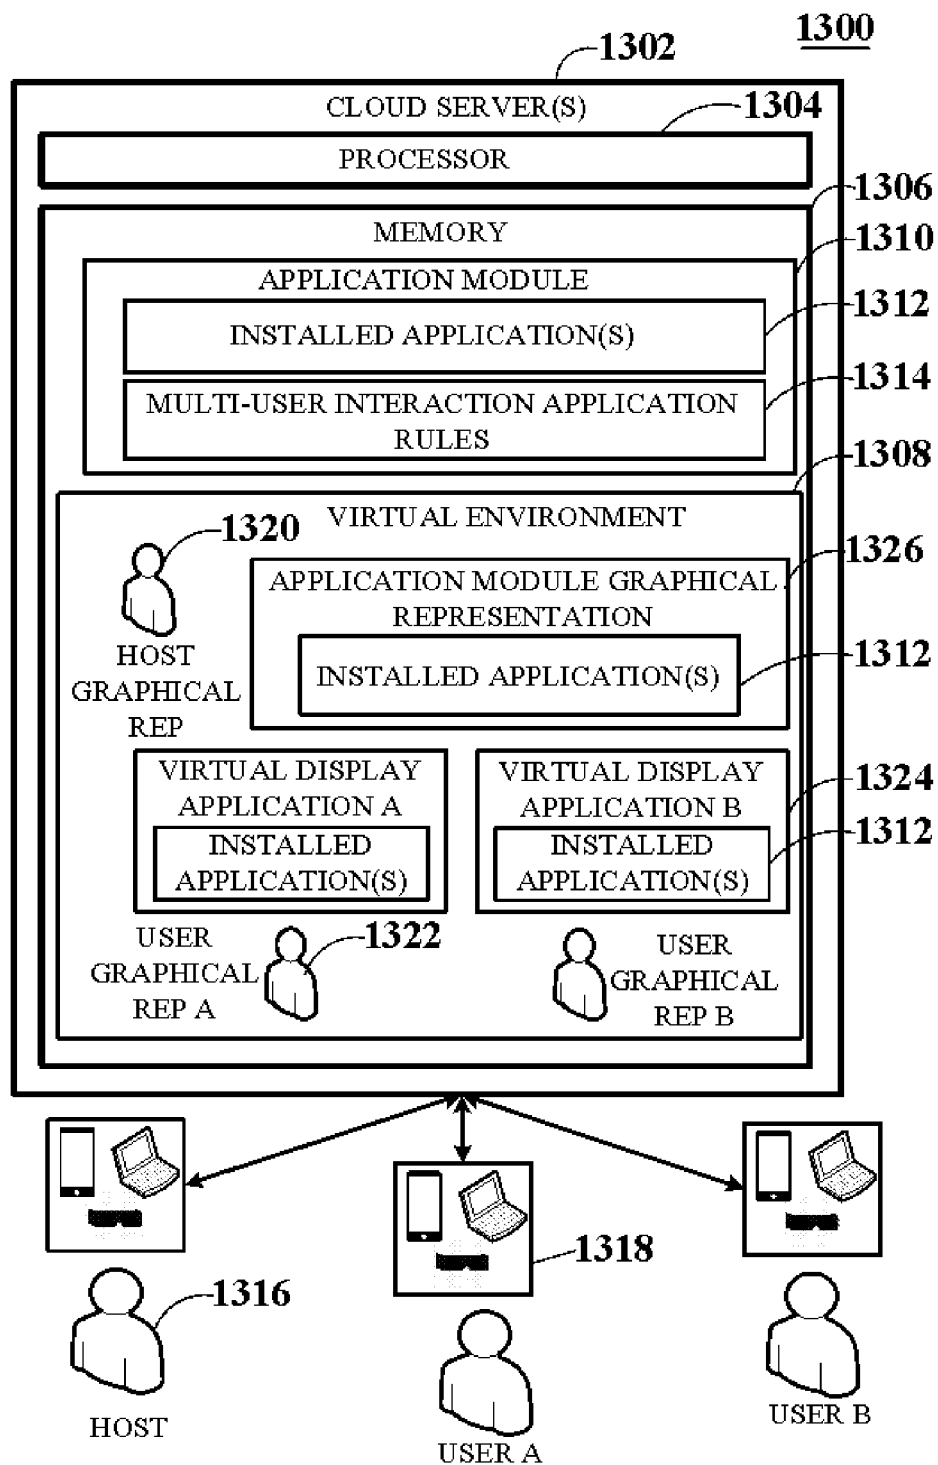 1300
1302
CLOUD SERVER(S)
1304
PROCESSOR
1306
MEMORY
1310
APPLICATION MODULE
1312
INSTALLED APPLICATION(S)
1314
MULTI-USER INTERACTION APPLICATION
RULES
1308
VIRTUAL ENVIRONMENT
1320
1326
APPLICATION MODULE GRAPHICAL
REPRESENTATION
HOST
GRAPHICAL
REP
1312
INSTALLED APPLICATION(S)
VIRTUAL DISPLAY
APPLICATION A
INSTALLED
APPLICATION(S)
VIRTUAL DISPLAY
APPLICATION B
1324
INSTALLED
APPLICATION(S)
1312
USER
GRAPHICAL
REP A
1322
USER
GRAPHICAL
REP B
1318
1316
HOST
USER A
USER B